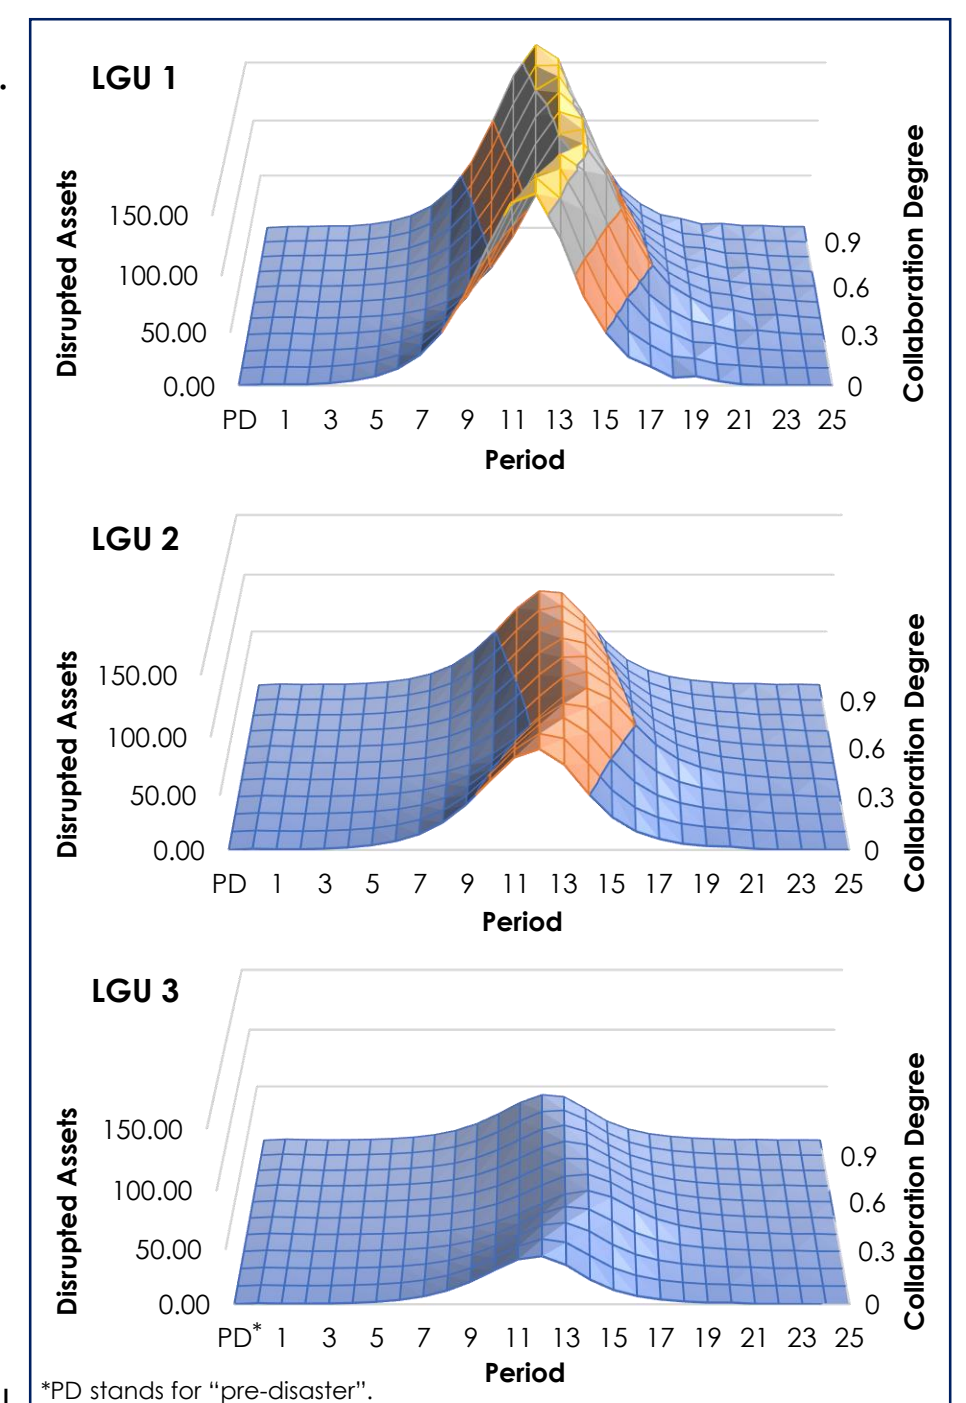 LGU 1
Disrupted Assets
150.00
100.00
50.00
0.00
PD 1 3 5 7 9 11 13 15 17 19 21 23 25
Period
0.9
0.6
0.3
0
Collaboration Degree
LGU 2
Disrupted Assets
150.00
100.00
50.00
0.00
PD 1 3 5 7 9 11 13 15 17 19 21 23 25
Period
0.9
0.6
0.3
0
Collaboration Degree
LGU 3
Disrupted Assets
150.00
100.00
50.00
0.00
PD* 1 3 5 7 9 11 13 15 17 19 21 23 25
Period
0.9
0.6
0.3
0
Collaboration Degree
*PD stands for “pre-disaster”.